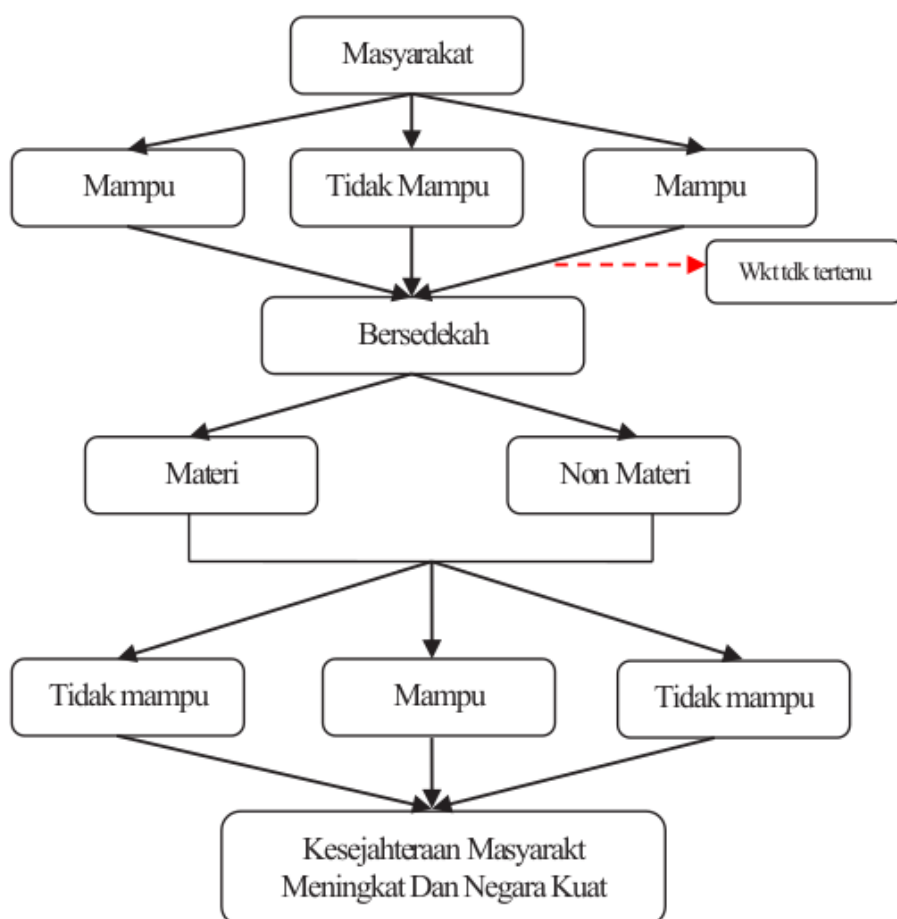 Masyarakat
Mampu
Tidak Mampu
Mampu
Wkt tdk tertenu
Bersedekah
Materi
Non Materi
Tidak mampu
Mampu
Tidak mampu
Kesejahteraan Masyarakt
Meningkat Dan Negara Kuat